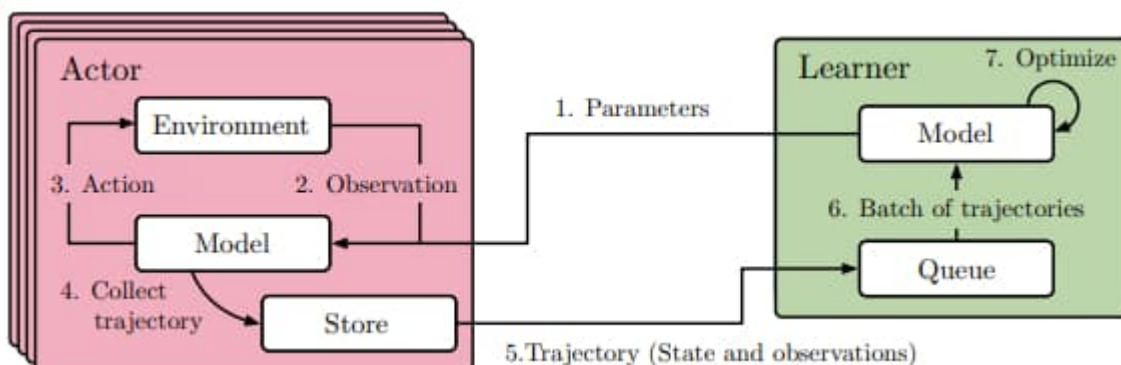 Actor
Environment
3. Action
2. Observation
Model
4. Collect
trajectory
Store
1. Parameters
5.Trajectory (State and observations)
Learner
7. Optimize
Model
6. Batch of trajectories
Queue